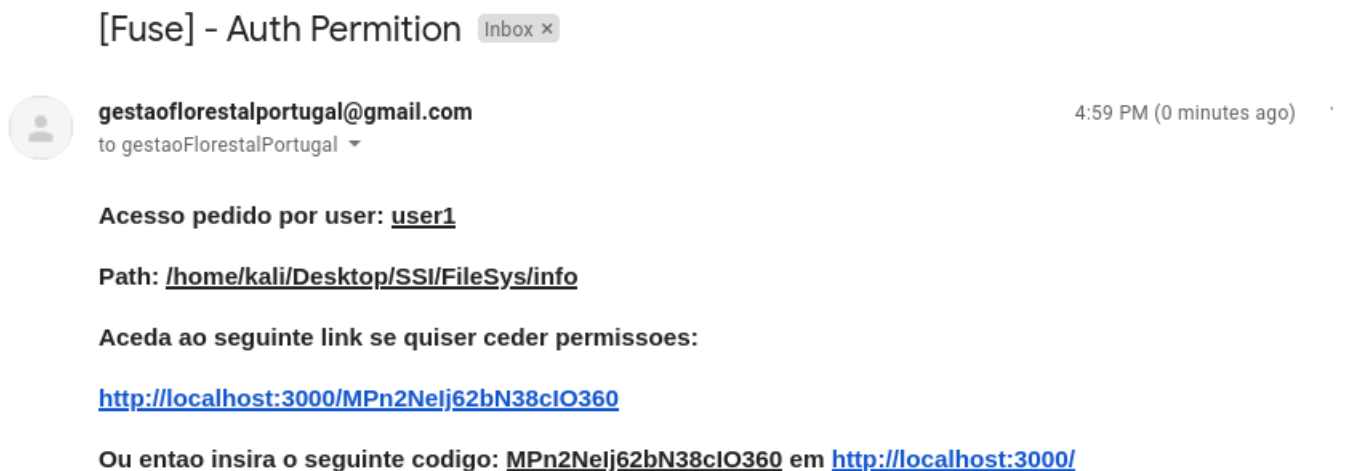 [Fuse] - Auth Permition Inbox ×
gestaoflorestalportugal@gmail.com 4:59 PM (0 minutes ago)
to gestaoFlorestalPortugal
Acesso pedido por user: user1
Path: /home/kali/Desktop/SSI/FileSys/info
Aceda ao seguinte link se quiser ceder permissoes:
http://localhost:3000/MPn2NeIj62bN38cIO360
Ou entao insira o seguinte codigo: MPn2NeIj62bN38cIO360 em http://localhost:3000/